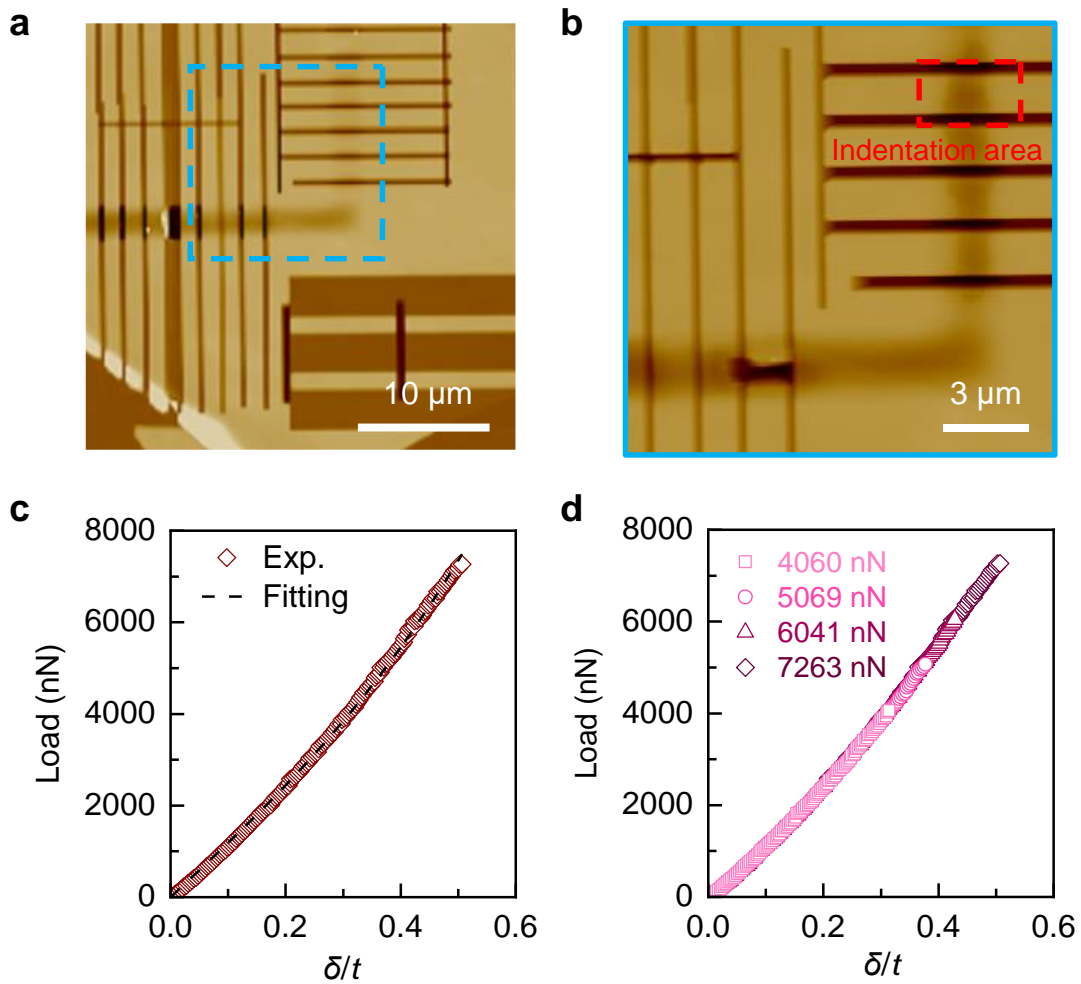 a
b
Indentation area
10 μm
3 μm
c
d
8000
6000
4000
2000
0
Load (nN)
Exp.
Fitting
0.0
0.2
0.4
0.6
δ/t
8000
6000
4000
2000
0
Load (nN)
4060 nN
5069 nN
6041 nN
7263 nN
0.0
0.2
0.4
0.6
δ/t